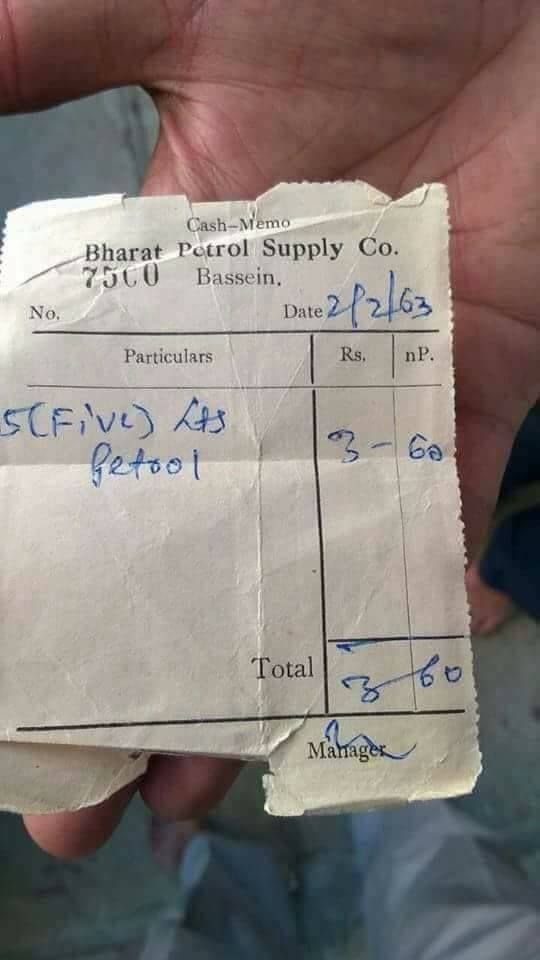 Cash-Memo
Bharat Petrol Supply Co.
7500 Bassein.
No. Date 2/2/63
Particulars Rs. nP.
5 (Five) Lts 3 - 60
Petrol
Total 3-60
Manager